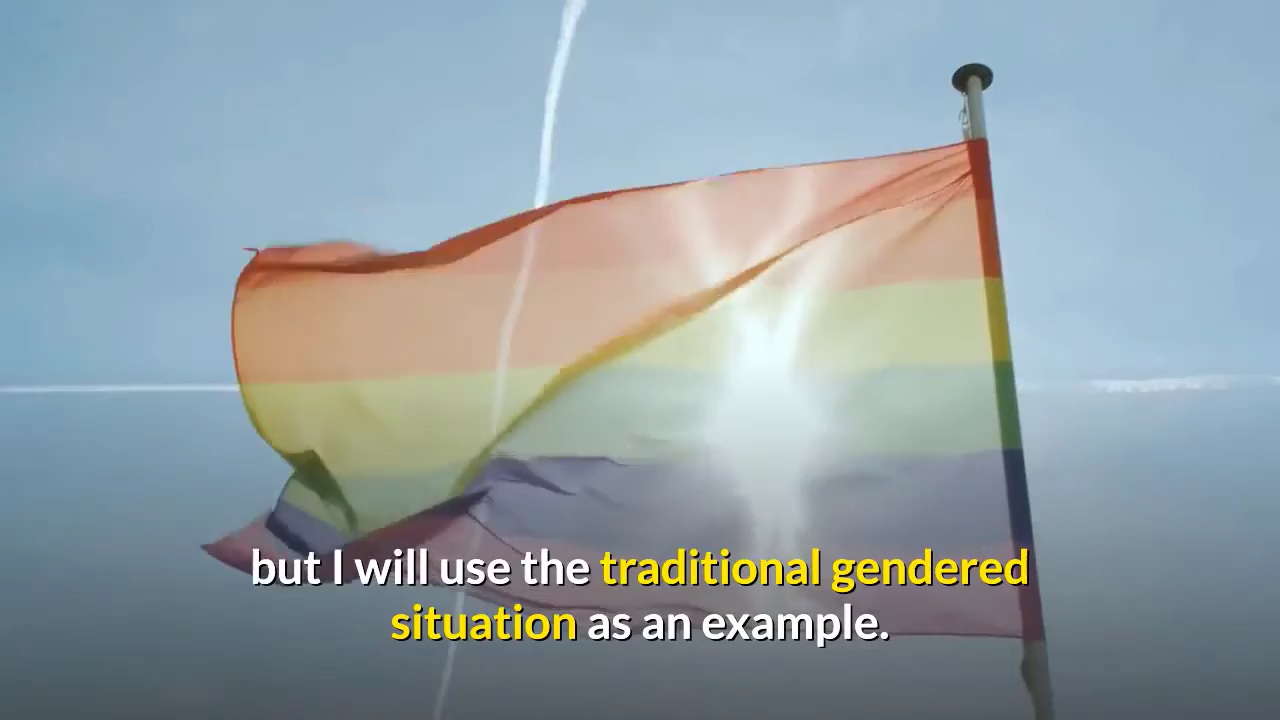 but I will use the traditional gendered
situation as an example.